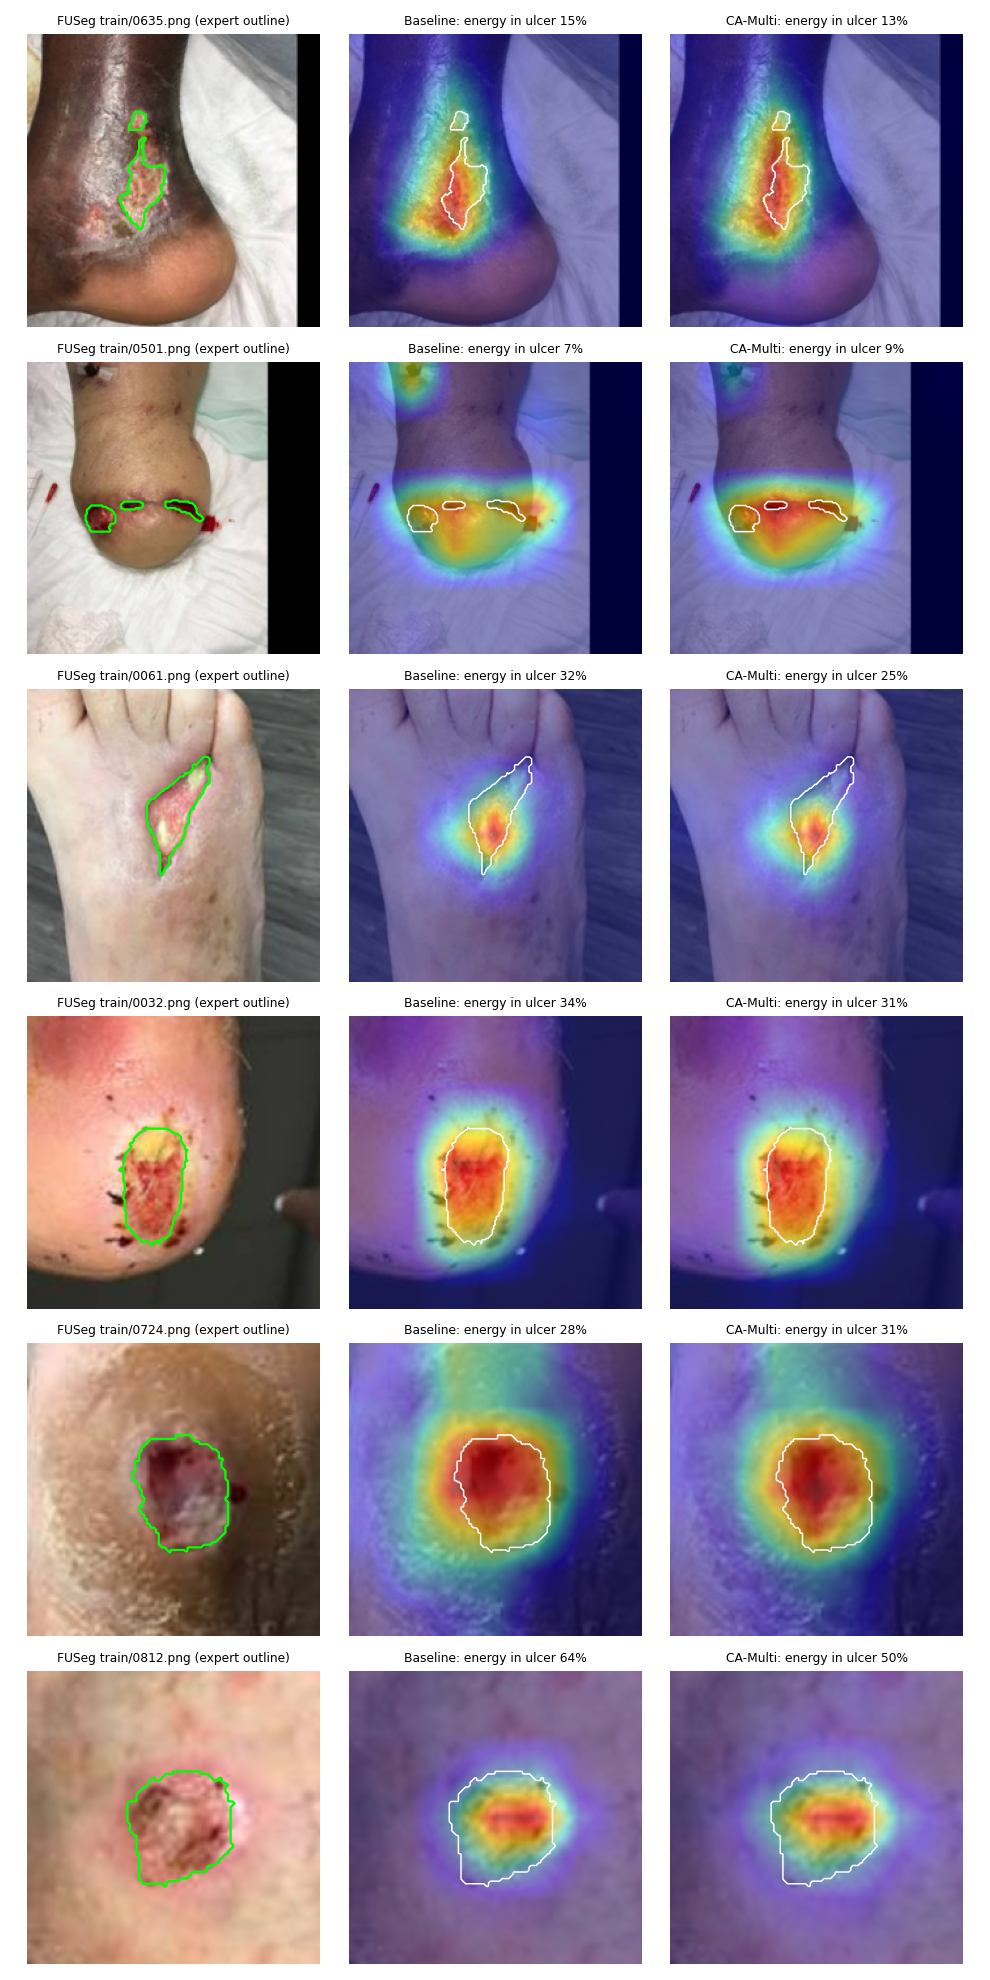 FUSeg train/0635.png (expert outline) Baseline: energy in ulcer 15% CA-Multi: energy in ulcer 13%
FUSeg train/0501.png (expert outline) Baseline: energy in ulcer 7% CA-Multi: energy in ulcer 9%
FUSeg train/0061.png (expert outline) Baseline: energy in ulcer 32% CA-Multi: energy in ulcer 25%
FUSeg train/0032.png (expert outline) Baseline: energy in ulcer 34% CA-Multi: energy in ulcer 31%
FUSeg train/0724.png (expert outline) Baseline: energy in ulcer 28% CA-Multi: energy in ulcer 31%
FUSeg train/0812.png (expert outline) Baseline: energy in ulcer 64% CA-Multi: energy in ulcer 50%